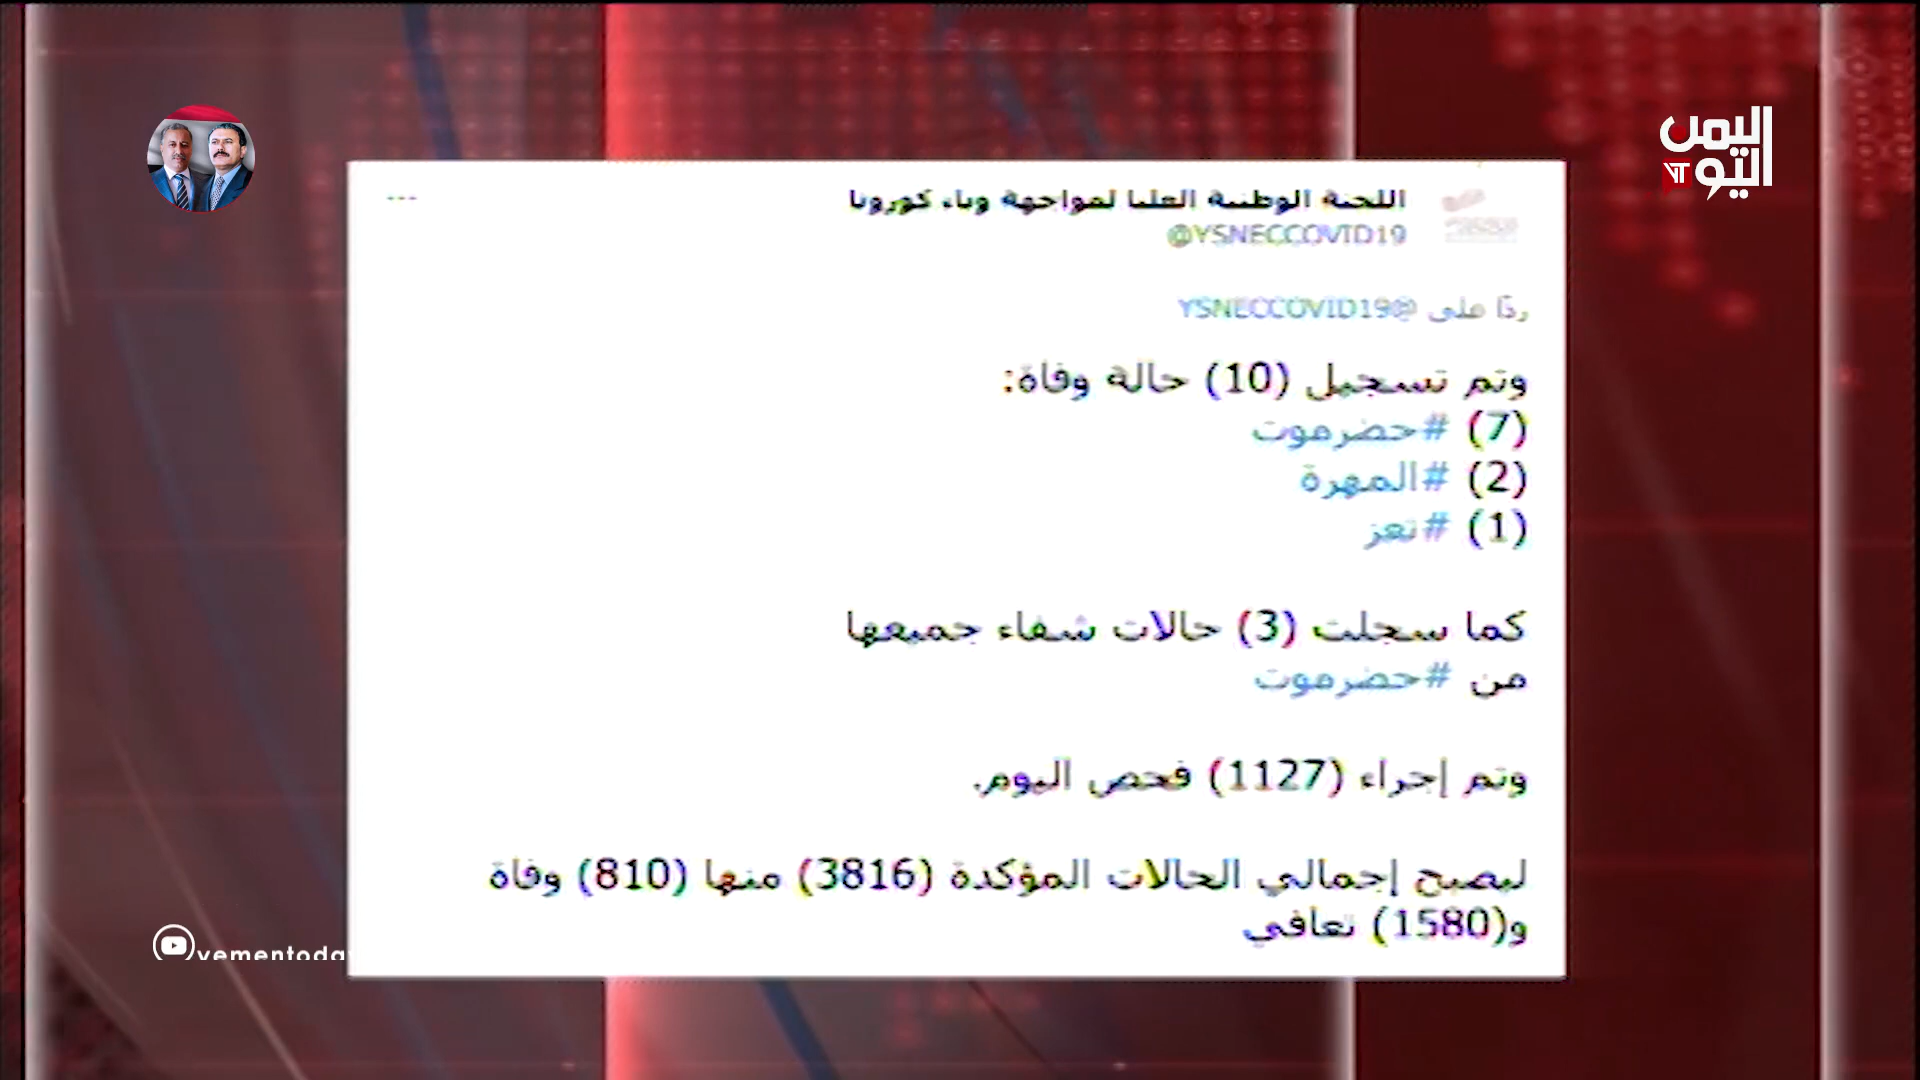 اليمن
اليوم
YT
اللجنة الوطنية العليا لمواجهة وباء كورونا
@YSNECCOVID19
ردًا على @YSNECCOVID19
وتم تسجيل (10) حالة وفاة:
(7) #حضرموت
(2) #المهرة
(1) #تعز
كما سجلت (3) حالات شفاء جميعها
من #حضرموت
وتم إجراء (1127) فحص اليوم.
ليصبح إجمالي الحالات المؤكدة (3816) منها (810) وفاة
و(1580) تعافي
yementoday